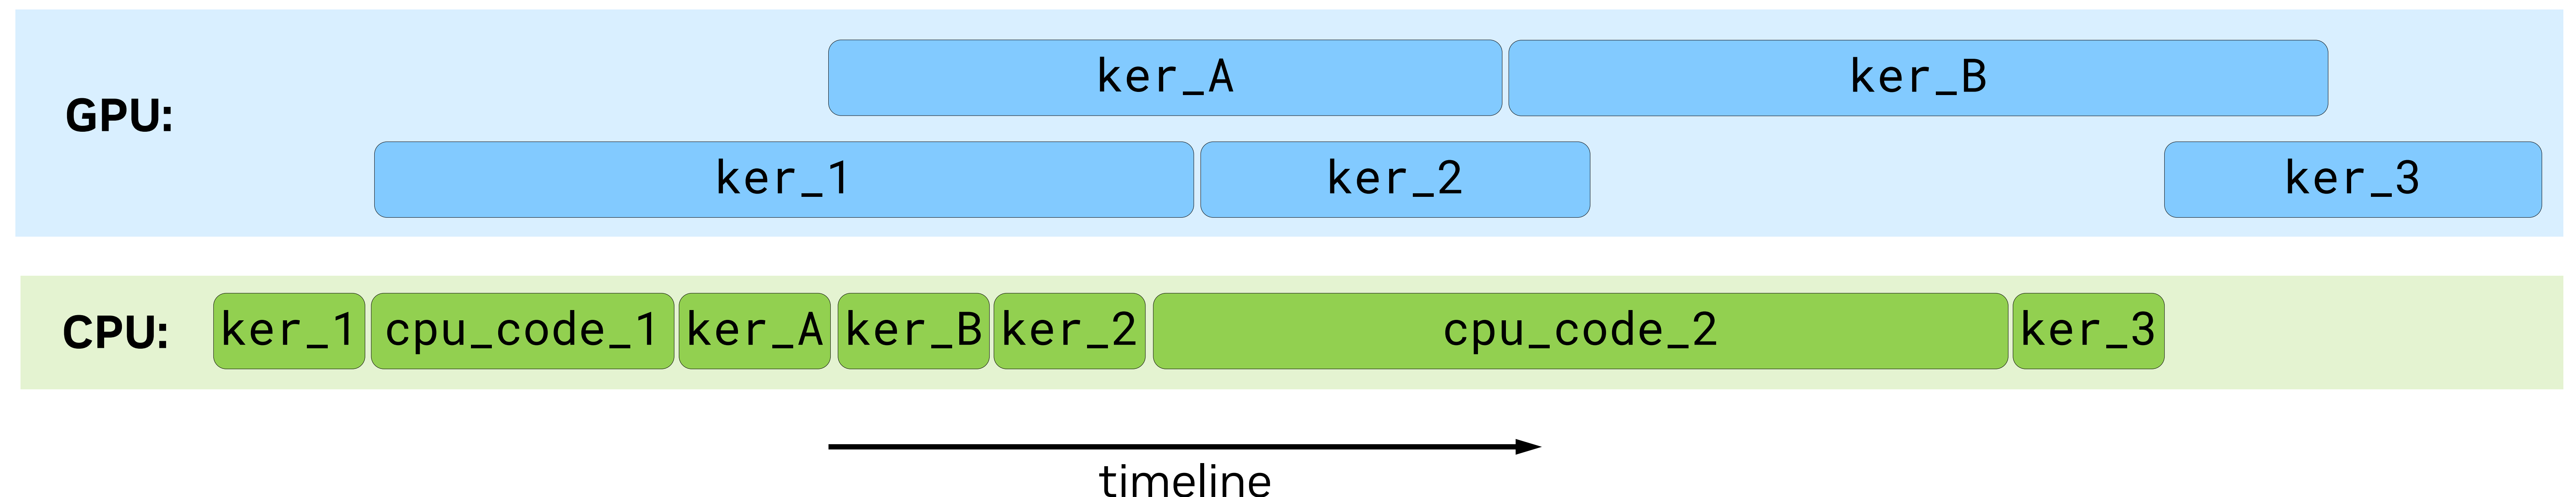 ker_A ker_B
GPU:
ker_1 ker_2 ker_3
CPU: ker_1 cpu_code_1 ker_A ker_B ker_2 cpu_code_2 ker_3
timeline